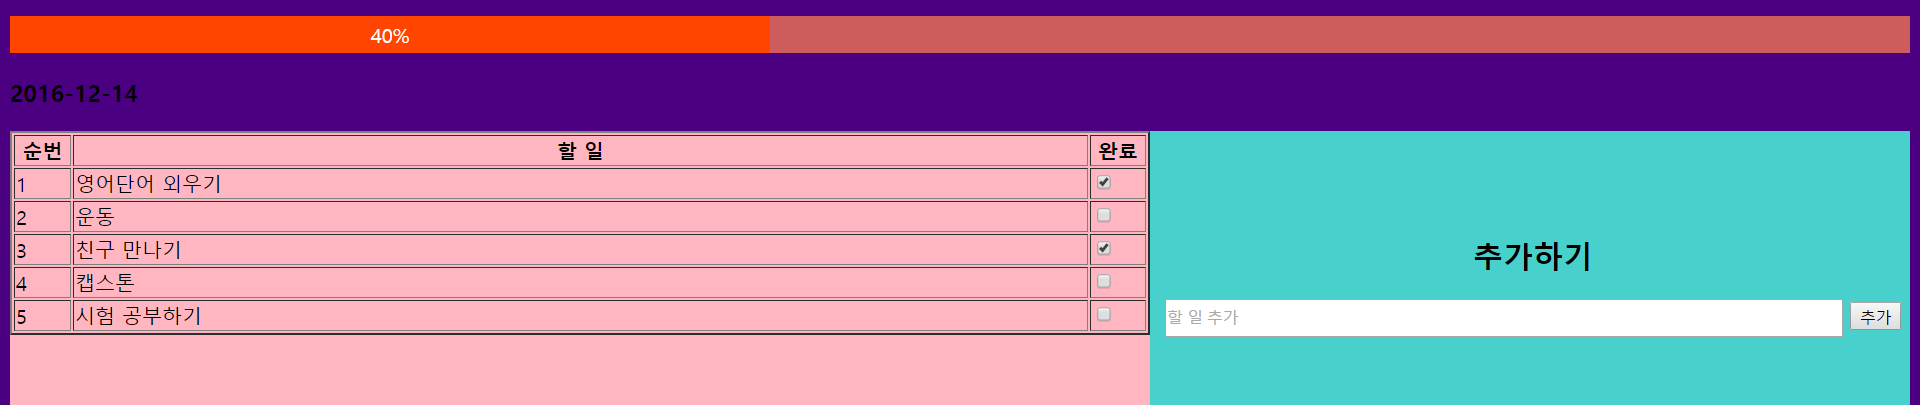 40%
2016-12-14
순번 할 일 완료
1 영어단어 외우기
2 운동
3 친구 만나기
4 캡스톤
5 시험 공부하기
추가하기
할 일 추가 추가